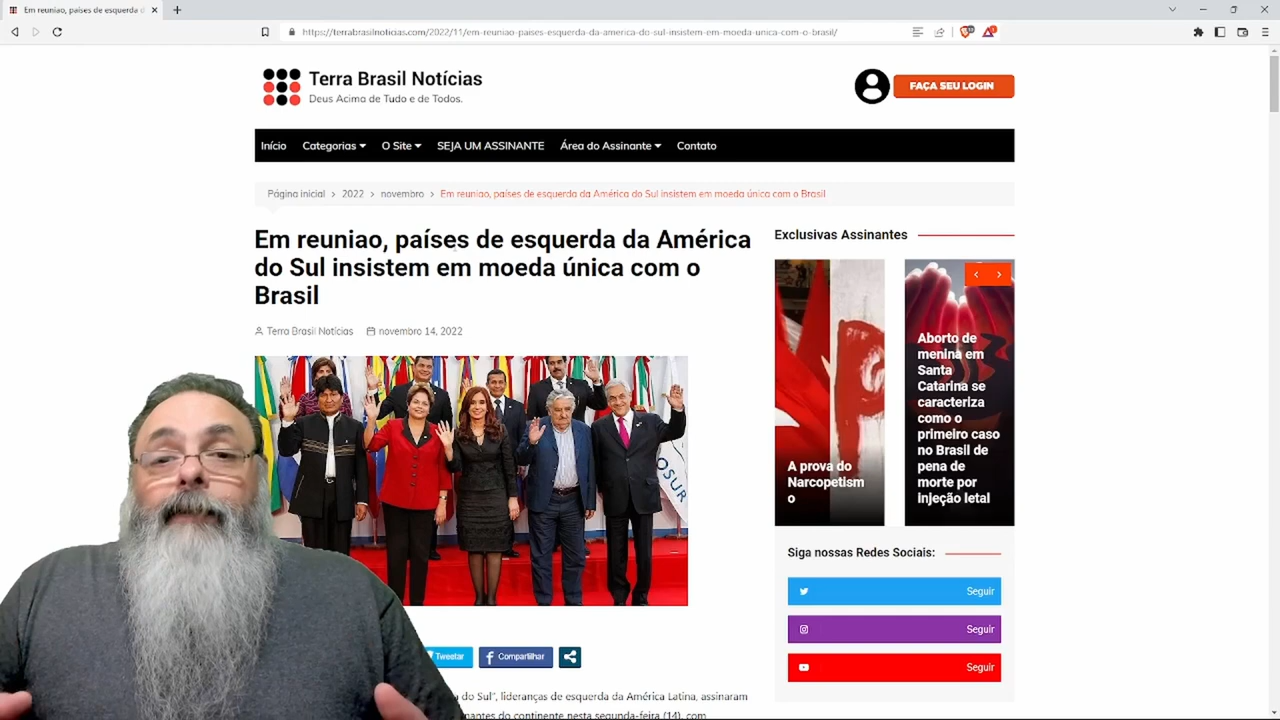 Em reuniao, países de esquerda d
https://terrabrasilnoticias.com/2022/11/em-reuniao-paises-esquerda-da-america-do-sul-insistem-em-moeda-unica-com-o-brasil/
Terra Brasil Notícias
Deus Acima de Tudo e de Todos.
FAÇA SEU LOGIN
Início Categorias O Site SEJA UM ASSINANTE Área do Assinante Contato
Página inicial > 2022 > novembro > Em reuniao, países de esquerda da América do Sul insistem em moeda única com o Brasil
Em reuniao, países de esquerda da América
do Sul insistem em moeda única com o
Brasil
Terra Brasil Notícias novembro 14, 2022
OSUR
Tweetar Compartilhar
do Sul”, lideranças de esquerda da América Latina, assinaram
nantes do continente nesta segunda-feira (14), com
Exclusivas Assinantes
A prova do
Narcopetism
o
Aborto de
menina em
Santa
Catarina se
caracteriza
como o
primeiro caso
no Brasil de
pena de
morte por
injeção letal
Siga nossas Redes Sociais:
Seguir
Seguir
Seguir